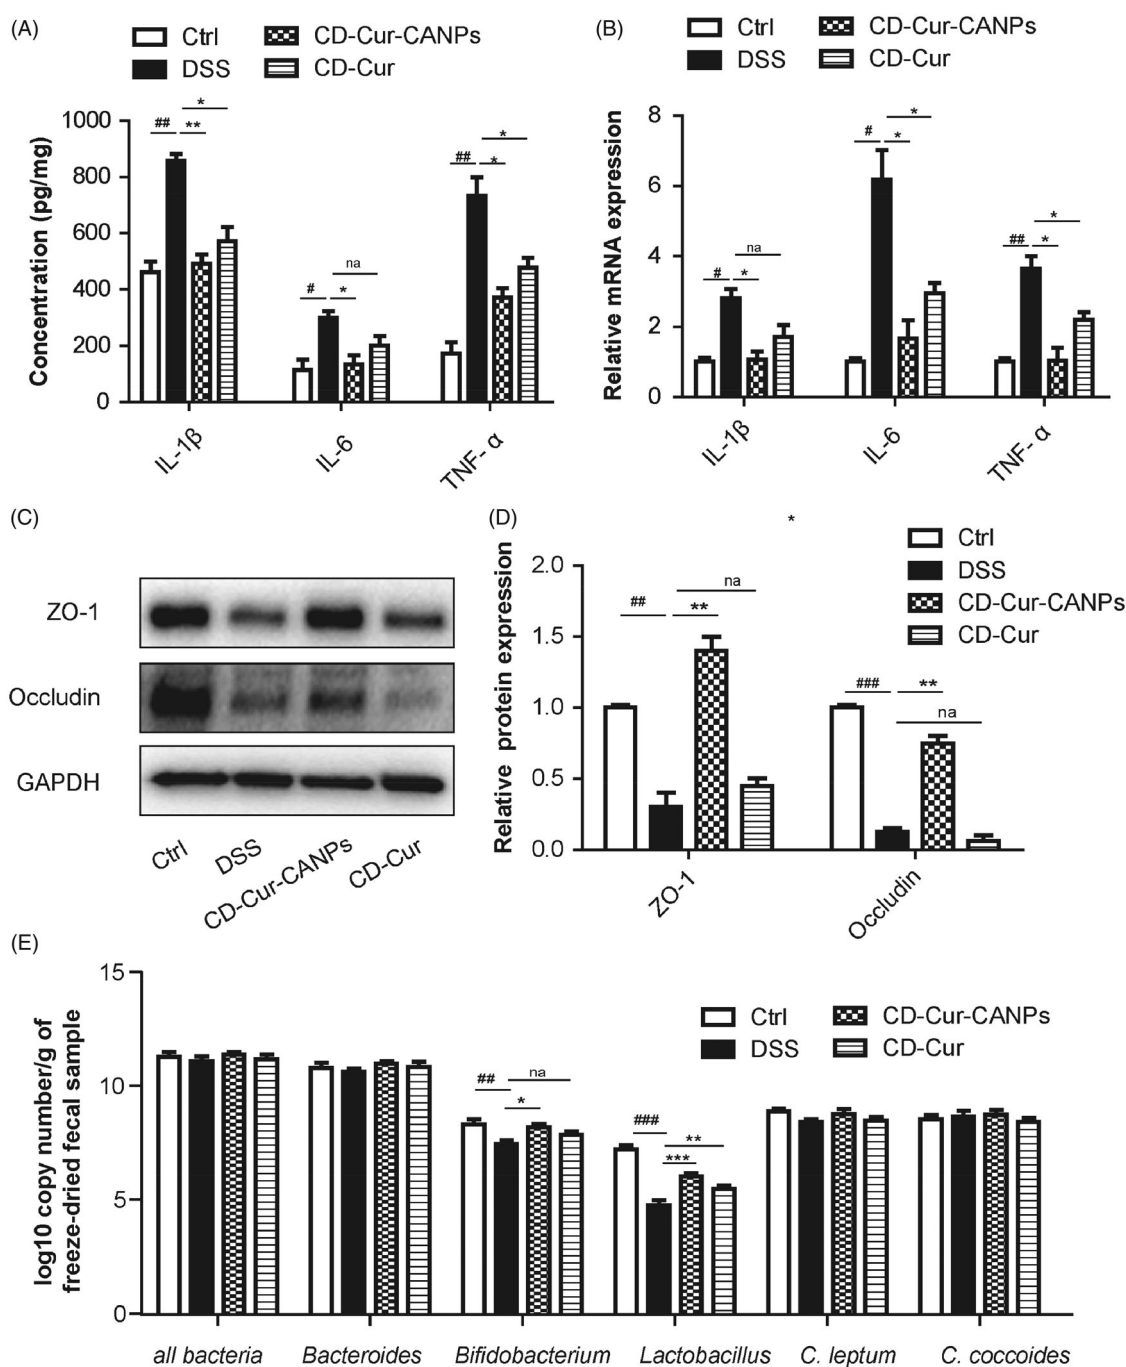 (A)
Ctrl
CD-Cur-CANPs
DSS
CD-Cur
Concentration (pg/mg)
1000
800
600
400
200
0
##
**
*
#
*
na
##
*
*
IL-1β
IL-6
TNF- α
(B)
Ctrl
CD-Cur-CANPs
DSS
CD-Cur
Relative mRNA expression
8
6
4
2
0
#
*
na
#
*
*
##
*
*
IL-1β
IL-6
TNF- α
(C)
ZO-1
Occludin
GAPDH
Ctrl
DSS
CD-Cur-CANPs
CD-Cur
(D)
*
Ctrl
DSS
CD-Cur-CANPs
CD-Cur
Relative protein expression
2.0
1.5
1.0
0.5
0.0
##
**
na
###
**
na
ZO-1
Occludin
(E)
log10 copy number/g of
freeze-dried fecal sample
15
10
5
0
Ctrl
CD-Cur-CANPs
DSS
CD-Cur
##
*
na
###
***
**
all bacteria
Bacteroides
Bifidobacterium
Lactobacillus
C. leptum
C. coccoides